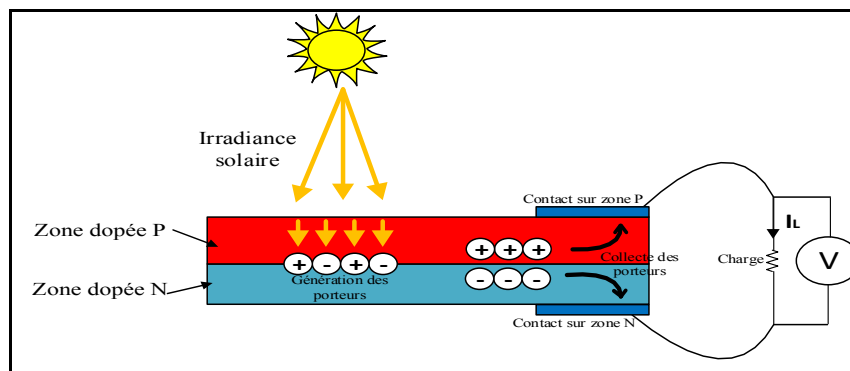 Irradiance
solaire
Contact sur zone P
Zone dopée P
Zone dopée N
+ - + -
Génération des
porteurs
+ + +
- - -
Collecte des
porteurs
Contact sur zone N
IL
Charge
V